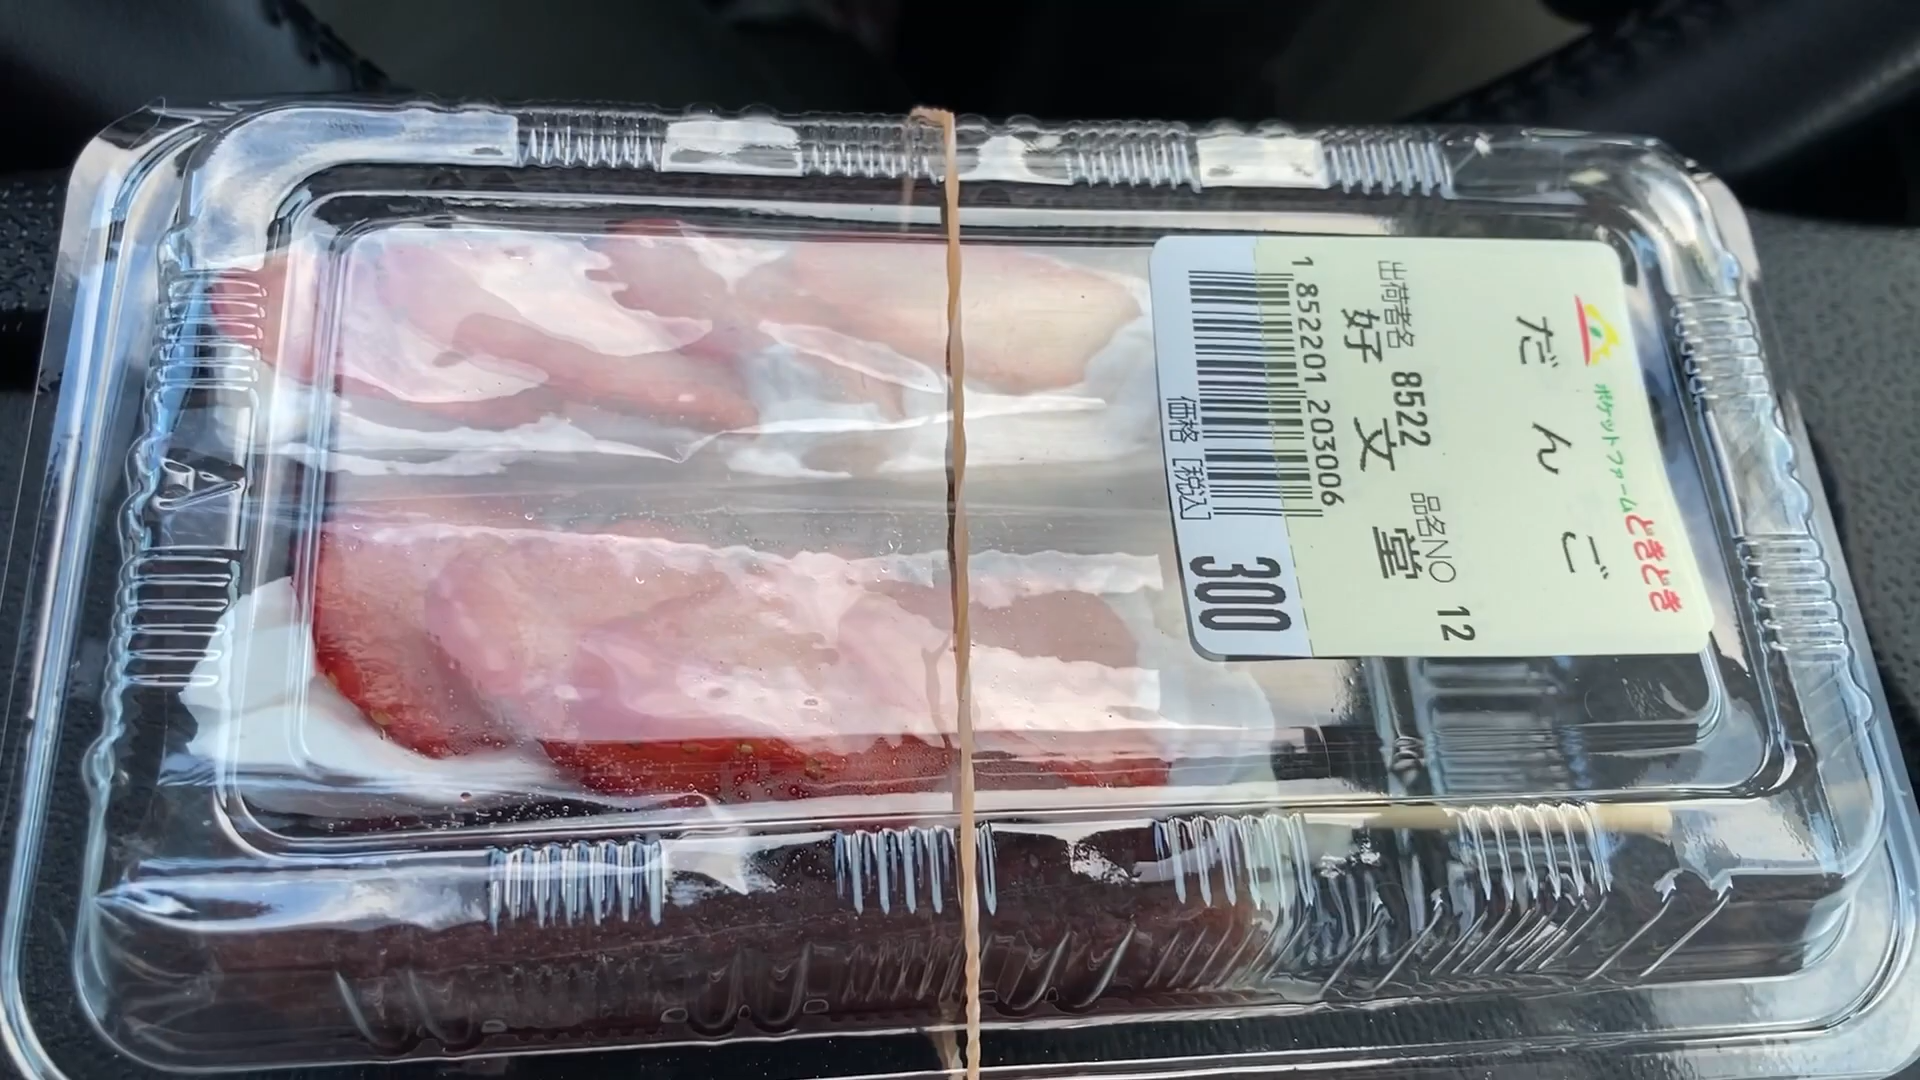 ポケットファームどきどき
だんご
出荷者名 8522 品名NO 12
好文堂
1 8522201 203006
価格［税込］ 300